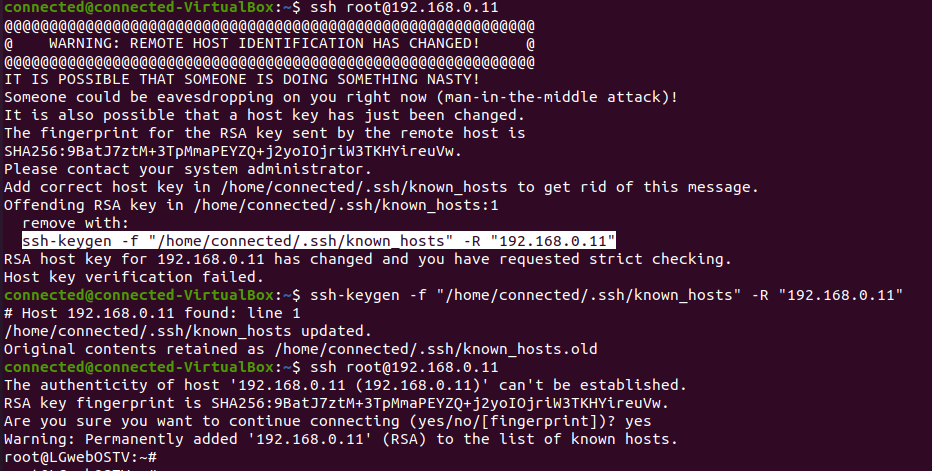 connected@connected-VirtualBox:~$ ssh root@192.168.0.11
@@@@@@@@@@@@@@@@@@@@@@@@@@@@@@@@@@@@@@@@@@@@@@@@@@@@@@@@@@@
@    WARNING: REMOTE HOST IDENTIFICATION HAS CHANGED!     @
@@@@@@@@@@@@@@@@@@@@@@@@@@@@@@@@@@@@@@@@@@@@@@@@@@@@@@@@@@@
IT IS POSSIBLE THAT SOMEONE IS DOING SOMETHING NASTY!
Someone could be eavesdropping on you right now (man-in-the-middle attack)!
It is also possible that a host key has just been changed.
The fingerprint for the RSA key sent by the remote host is
SHA256:9BatJ7ztM+3TpMmaPEYZQ+j2yoIOjriW3TKHYireuVw.
Please contact your system administrator.
Add correct host key in /home/connected/.ssh/known_hosts to get rid of this message.
Offending RSA key in /home/connected/.ssh/known_hosts:1
  remove with:
  ssh-keygen -f "/home/connected/.ssh/known_hosts" -R "192.168.0.11"
RSA host key for 192.168.0.11 has changed and you have requested strict checking.
Host key verification failed.
connected@connected-VirtualBox:~$ ssh-keygen -f "/home/connected/.ssh/known_hosts" -R "192.168.0.11"
# Host 192.168.0.11 found: line 1
/home/connected/.ssh/known_hosts updated.
Original contents retained as /home/connected/.ssh/known_hosts.old
connected@connected-VirtualBox:~$ ssh root@192.168.0.11
The authenticity of host '192.168.0.11 (192.168.0.11)' can't be established.
RSA key fingerprint is SHA256:9BatJ7ztM+3TpMmaPEYZQ+j2yoIOjriW3TKHYireuVw.
Are you sure you want to continue connecting (yes/no/[fingerprint])? yes
Warning: Permanently added '192.168.0.11' (RSA) to the list of known hosts.
root@LGwebOSTV:~#